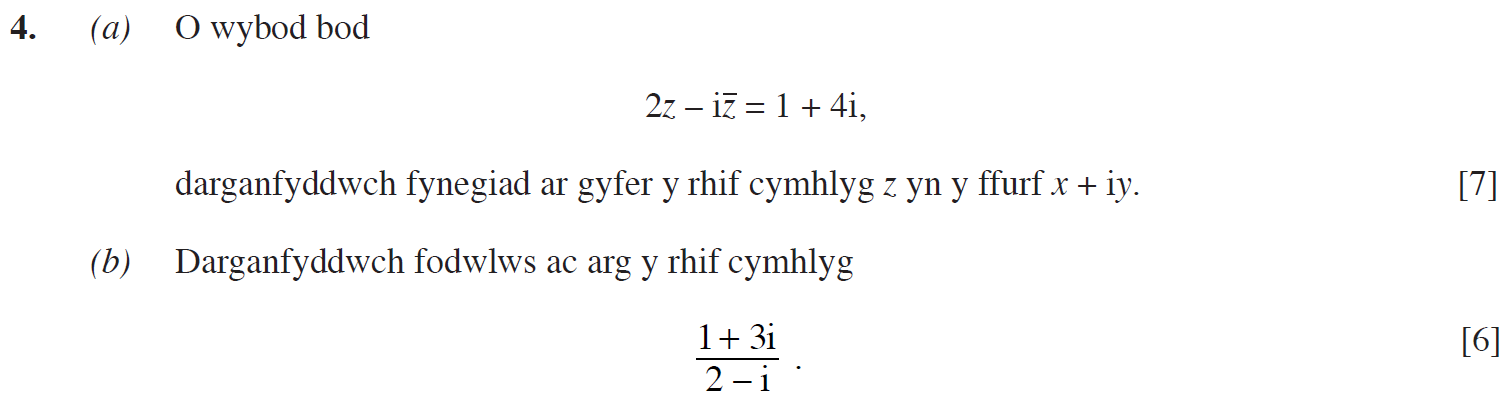 4. (a) O wybod bod
2z – iz̄ = 1 + 4i,
darganfyddwch fynegiad ar gyfer y rhif cymhlyg z yn y ffurf x + iy. [7]
(b) Darganfyddwch fodwlws ac arg y rhif cymhlyg
1 + 3i
2 – i . [6]